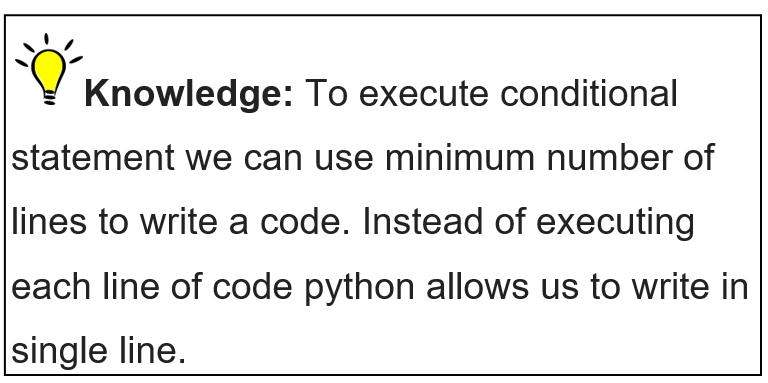 Knowledge: To execute conditional
statement we can use minimum number of
lines to write a code. Instead of executing
each line of code python allows us to write in
single line.